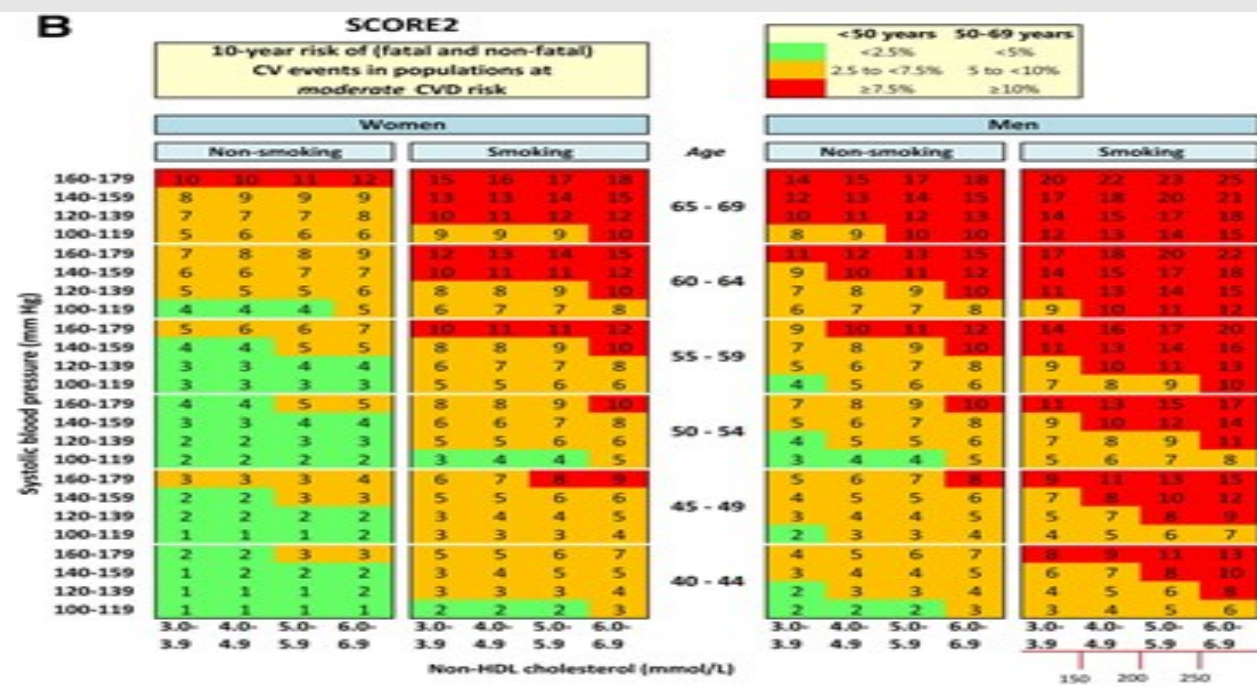 B
SCORE2
10-year risk of (fatal and non-fatal)
CV events in populations at
moderate CVD risk
<50 years 50-69 years
<2.5% <5%
2.5 to <7.5% 5 to <10%
≥7.5% ≥10%
Women Men
Non-smoking Smoking Age Non-smoking Smoking
Systolic blood pressure (mm Hg)
160-179 10 10 11 12 15 16 17 18 14 15 17 18 20 22 23 25
140-159 8 9 9 9 13 13 14 15 12 13 14 15 17 18 20 21
65 - 69
120-139 7 7 7 8 10 11 12 12 10 11 12 13 14 15 17 18
100-119 5 6 6 6 9 9 9 10 8 9 10 10 12 13 14 15
160-179 7 8 8 9 12 13 14 15 11 12 13 15 17 18 20 22
140-159 6 6 7 7 10 11 11 12 9 10 11 12 14 15 17 18
60 - 64
120-139 5 5 5 6 8 8 9 10 7 8 9 10 11 13 14 15
100-119 4 4 4 5 6 7 7 8 6 7 7 8 9 10 11 12
160-179 5 6 6 7 10 11 11 12 9 10 11 12 14 16 17 20
140-159 4 4 5 5 8 8 9 10 7 8 9 10 11 13 14 16
55 - 59
120-139 3 3 4 4 6 7 7 8 5 6 7 8 9 10 11 13
100-119 3 3 3 3 5 5 6 6 4 5 6 6 7 8 9 10
160-179 4 4 5 5 8 8 9 10 7 8 9 10 11 13 15 17
140-159 3 3 4 4 6 6 7 8 5 6 7 8 9 10 12 14
50 - 54
120-139 2 2 3 3 5 5 6 6 4 5 5 6 7 8 9 11
100-119 2 2 2 2 3 4 4 5 3 4 4 5 5 6 7 8
160-179 3 3 3 4 6 7 8 9 5 6 7 8 9 11 13 15
140-159 2 2 3 3 5 5 6 6 4 5 5 6 7 8 10 12
45 - 49
120-139 2 2 2 2 3 4 4 5 3 4 4 5 5 7 8 9
100-119 1 1 1 2 3 3 3 4 2 3 3 4 4 5 6 7
160-179 2 2 3 3 5 5 6 7 4 5 6 7 8 9 11 13
140-159 1 2 2 2 3 4 5 5 3 4 4 5 6 7 8 10
40 - 44
120-139 1 1 1 2 3 3 3 4 2 3 3 4 4 5 6 8
100-119 1 1 1 1 2 2 2 3 2 2 2 3 3 4 5 6
3.0- 4.0- 5.0- 6.0- 3.0- 4.0- 5.0- 6.0- 3.0- 4.0- 5.0- 6.0- 3.0- 4.0- 5.0- 6.0-
3.9 4.9 5.9 6.9 3.9 4.9 5.9 6.9 3.9 4.9 5.9 6.9 3.9 4.9 5.9 6.9
Non-HDL cholesterol (mmol/L)
150 200 250